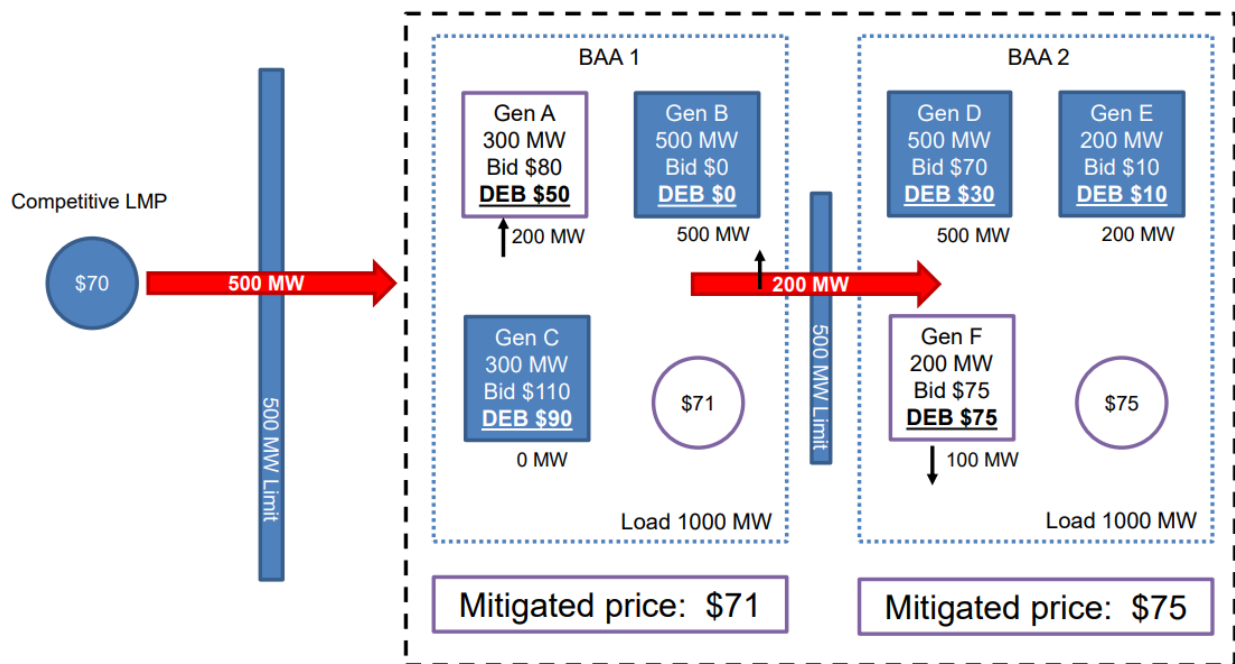 Competitive LMP
$70
500 MW
500 MW Limit
BAA 1
Gen A
300 MW
Bid $80
DEB $50
200 MW
Gen B
500 MW
Bid $0
DEB $0
500 MW
Gen C
300 MW
Bid $110
DEB $90
0 MW
$71
Load 1000 MW
200 MW
500 MW Limit
BAA 2
Gen D
500 MW
Bid $70
DEB $30
500 MW
Gen E
200 MW
Bid $10
DEB $10
200 MW
Gen F
200 MW
Bid $75
DEB $75
100 MW
$75
Load 1000 MW
Mitigated price: $71
Mitigated price: $75